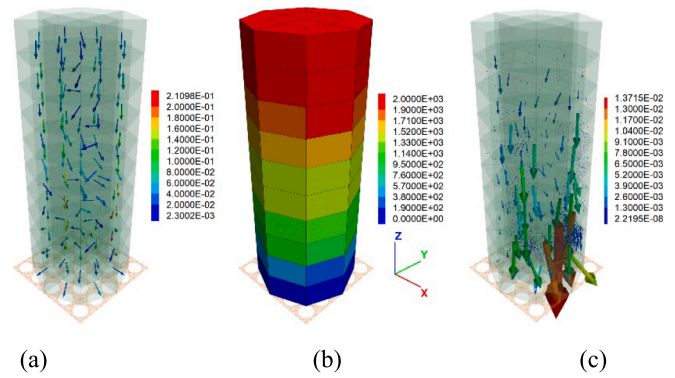 2.1098E-01
2.0000E-01
1.8000E-01
1.6000E-01
1.4000E-01
1.2000E-01
1.0000E-01
8.0000E-02
6.0000E-02
4.0000E-02
2.0000E-02
2.3002E-03
2.0000E+03
1.9000E+03
1.7100E+03
1.5200E+03
1.3300E+03
1.1400E+03
9.5000E+02
7.6000E+02
5.7000E+02
3.8000E+02
1.9000E+02
0.0000E+00
Z
Y
X
1.3715E-02
1.3000E-02
1.1700E-02
1.0400E-02
9.1000E-03
7.8000E-03
6.5000E-03
5.2000E-03
3.9000E-03
2.6000E-03
1.3000E-03
2.2195E-08
(a) (b) (c)